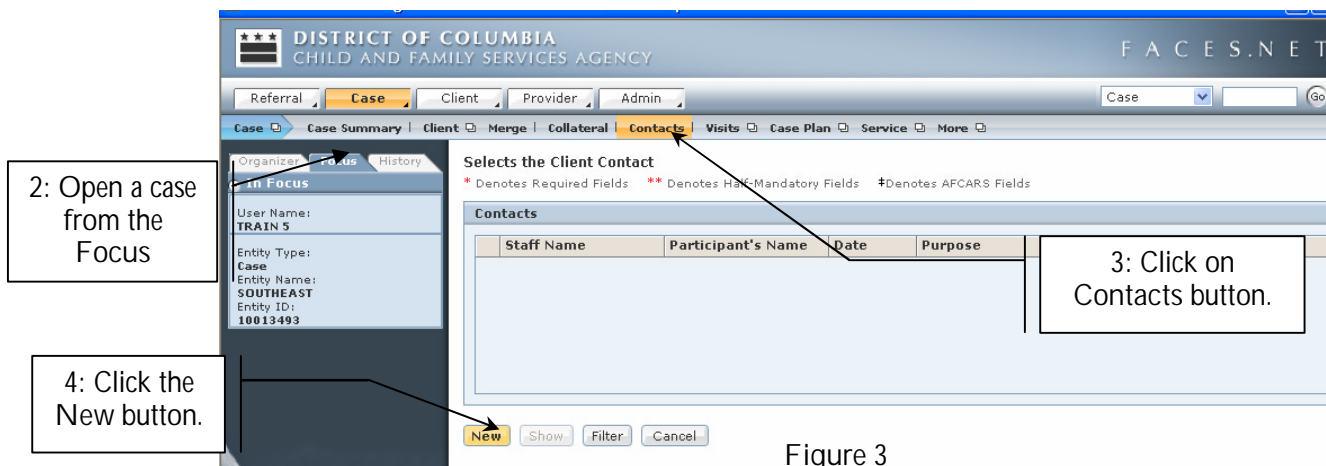 DISTRICT OF COLUMBIA
CHILD AND FAMILY SERVICES AGENCY
FACES.NET
Referral Case Client Provider Admin
Case Go
Case Case Summary Client Merge Collateral Contacts Visits Case Plan Service More
Organizer Focus History
In Focus
User Name:
TRAIN 5
Entity Type:
Case
Entity Name:
SOUTHEAST
Entity ID:
10013493
Selects the Client Contact
* Denotes Required Fields ** Denotes Half-Mandatory Fields ‡Denotes AFCARS Fields
Contacts
Staff Name Participant's Name Date Purpose
New Show Filter Cancel
2: Open a case
from the
Focus
3: Click on
Contacts button.
4: Click the
New button.
Figure 3